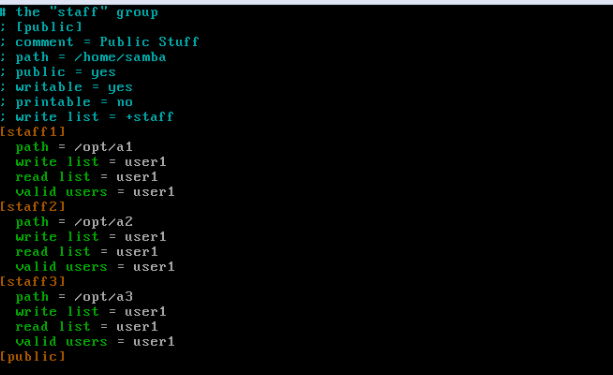 # the "staff" group
; [public]
; comment = Public Stuff
; path = /home/samba
; public = yes
; writable = yes
; printable = no
; write list = +staff
[staff1]
path = /opt/a1
write list = user1
read list = user1
valid users = user1
[staff2]
path = /opt/a2
write list = user1
read list = user1
valid users = user1
[staff3]
path = /opt/a3
write list = user1
read list = user1
valid users = user1
[public]